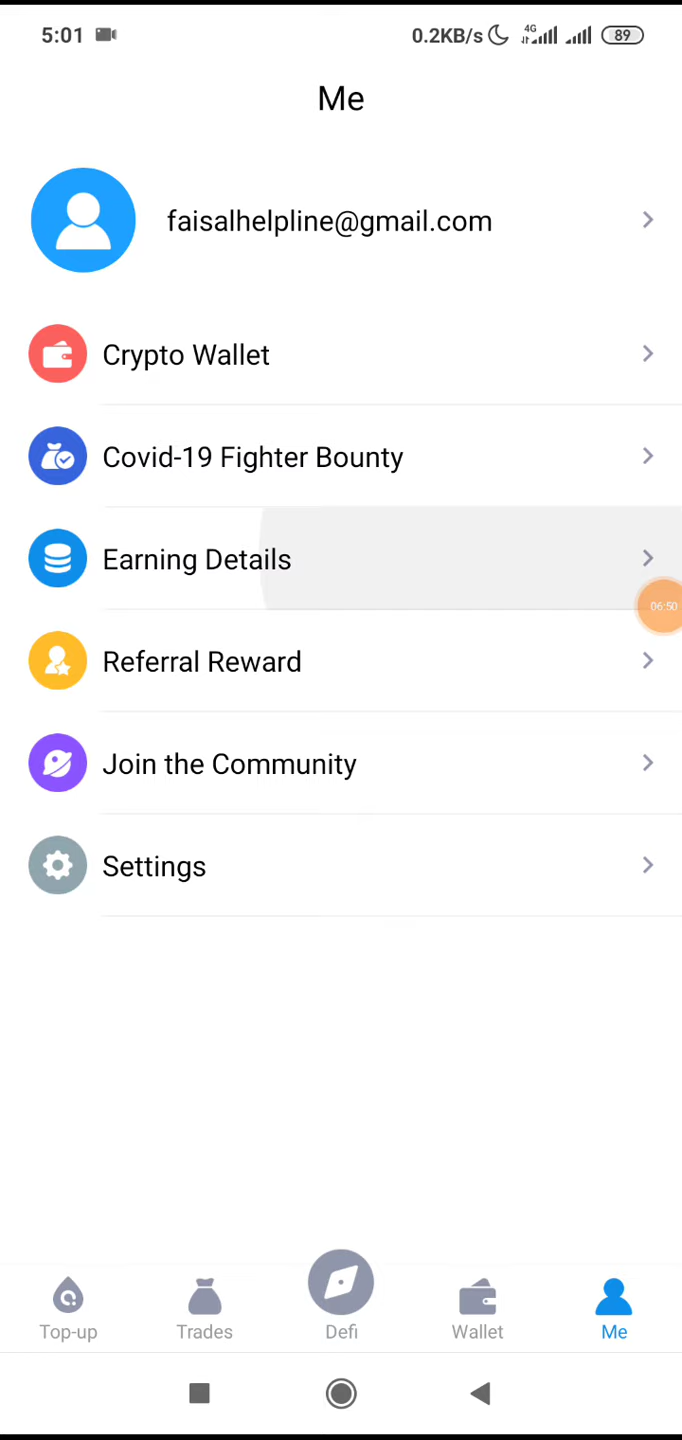 5:01
0.2KB/s 4G 89
Me
faisalhelpline@gmail.com
Crypto Wallet
Covid-19 Fighter Bounty
Earning Details
06:50
Referral Reward
Join the Community
Settings
Top-up Trades Defi Wallet Me